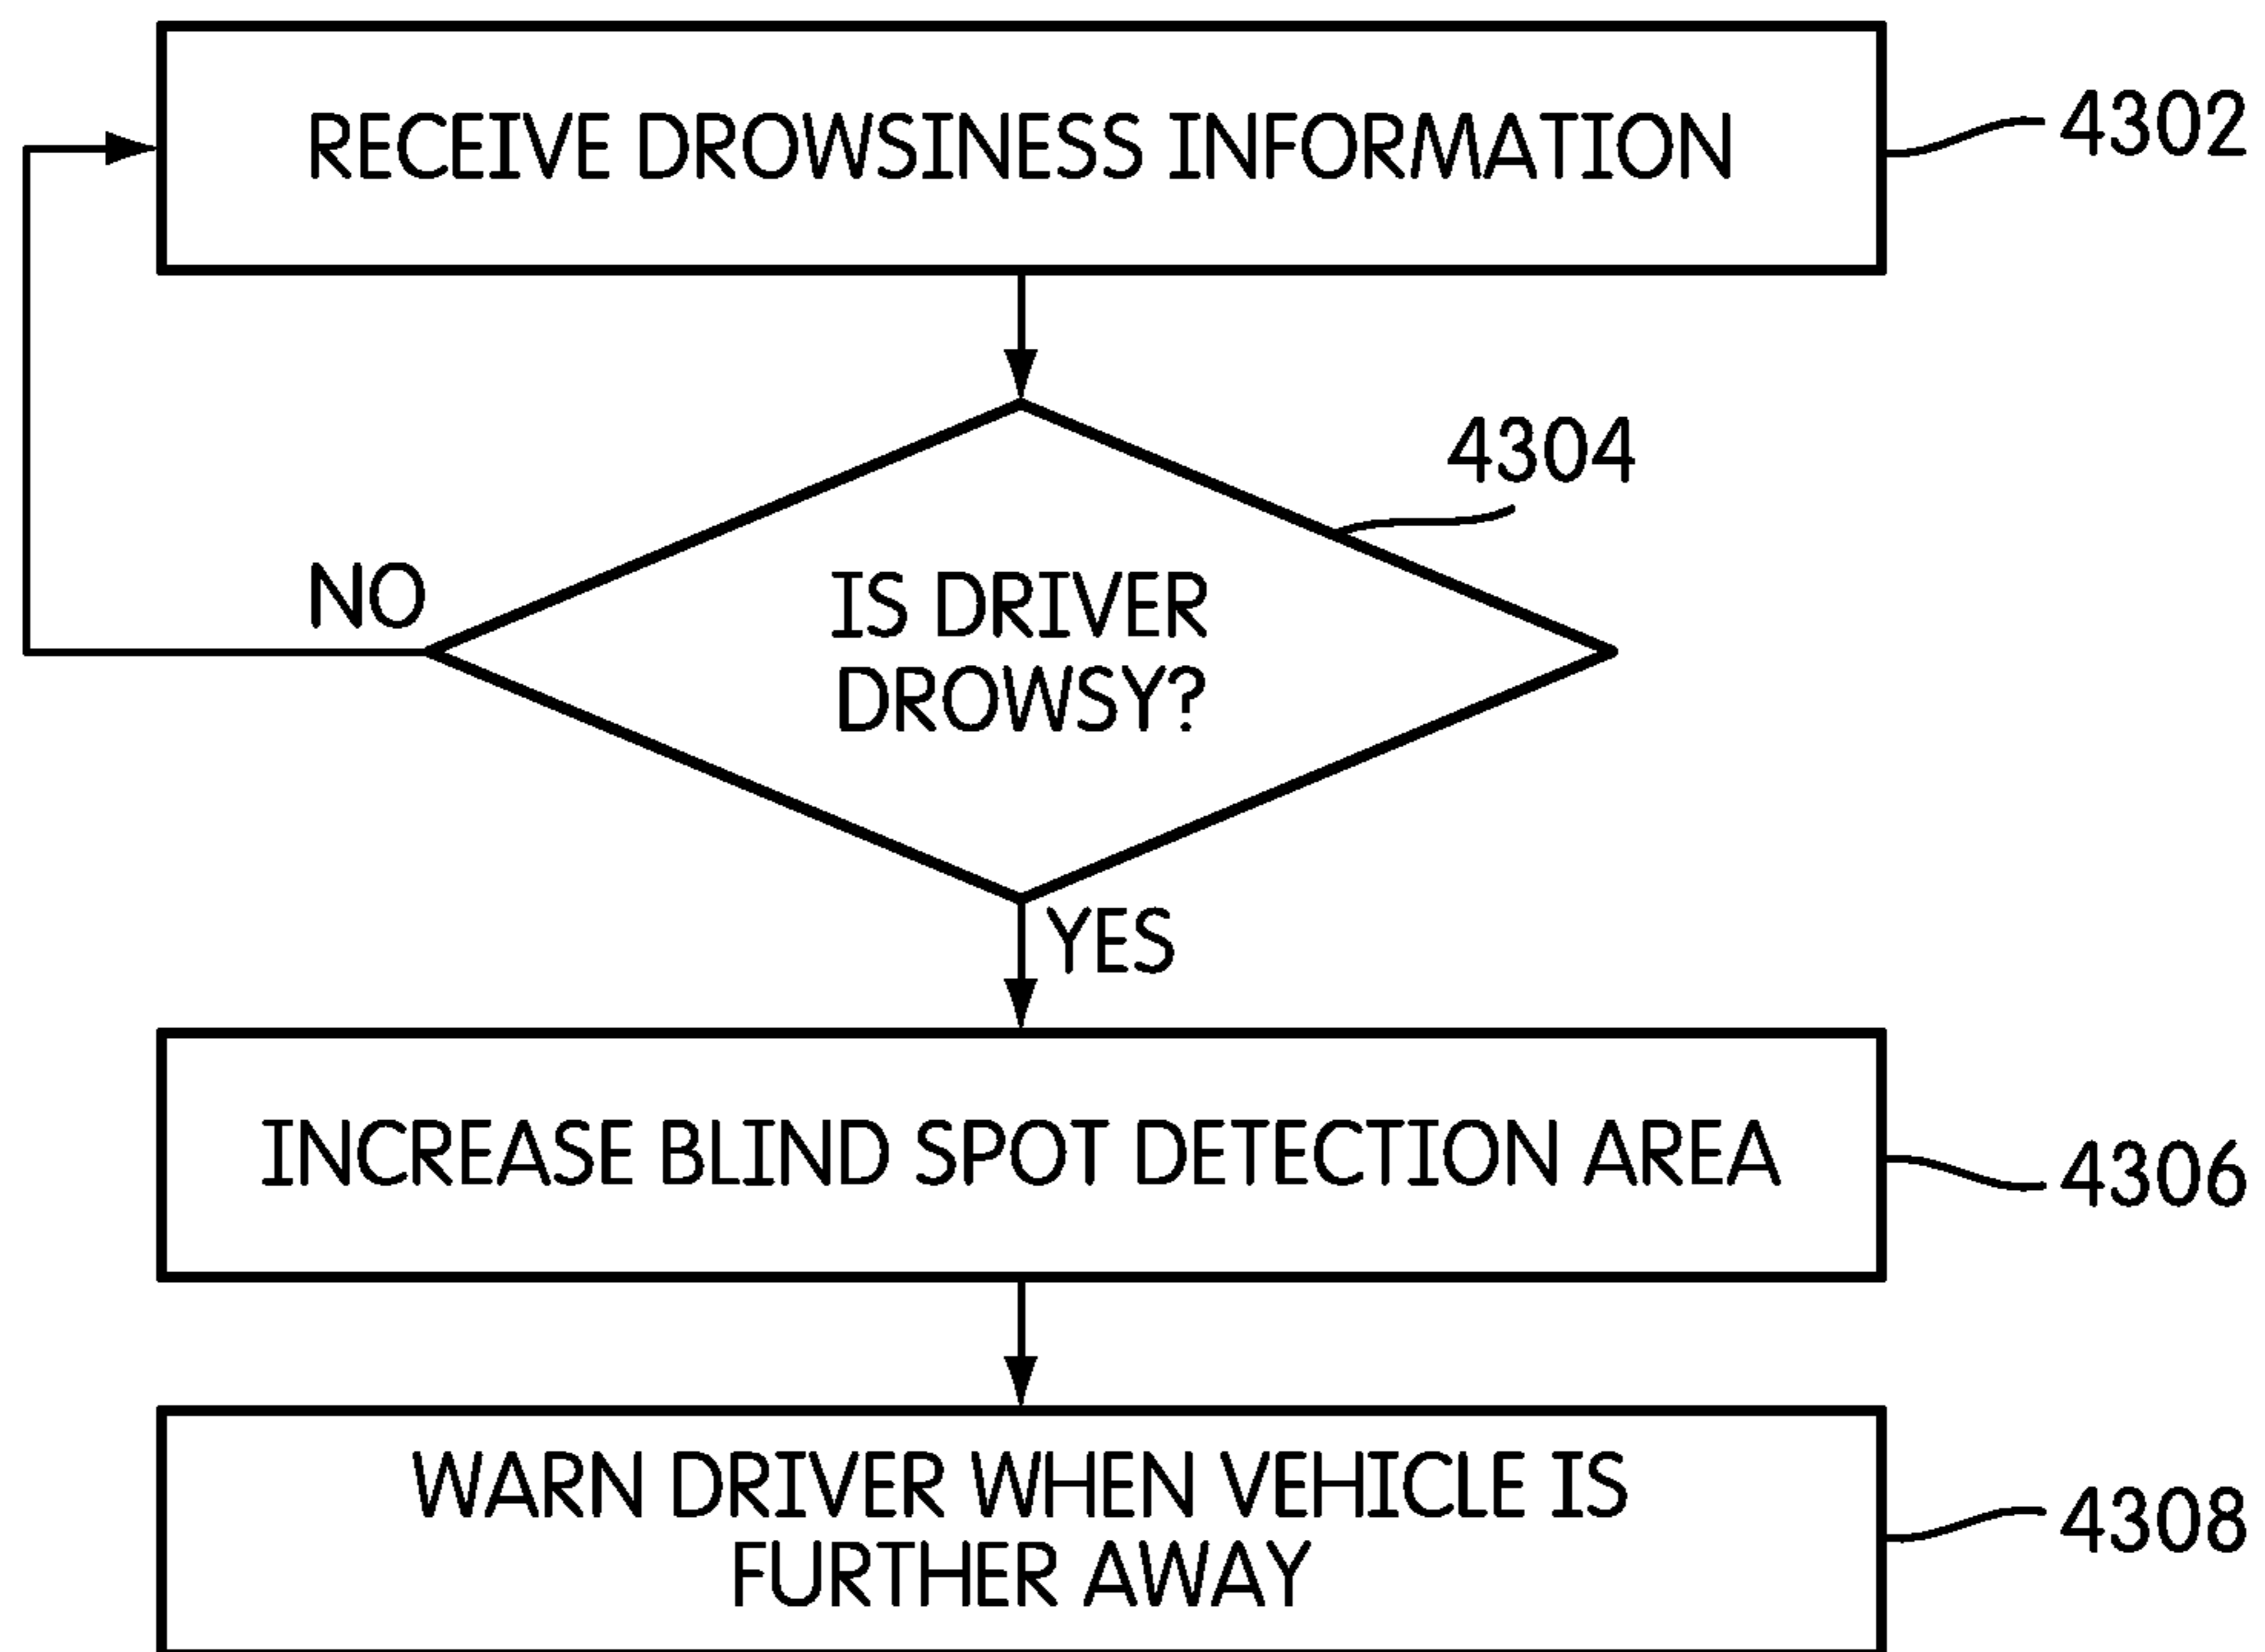 RECEIVE DROWSINESS INFORMATION
4302
4304
NO
IS DRIVER
DROWSY?
YES
INCREASE BLIND SPOT DETECTION AREA
4306
WARN DRIVER WHEN VEHICLE IS
FURTHER AWAY
4308